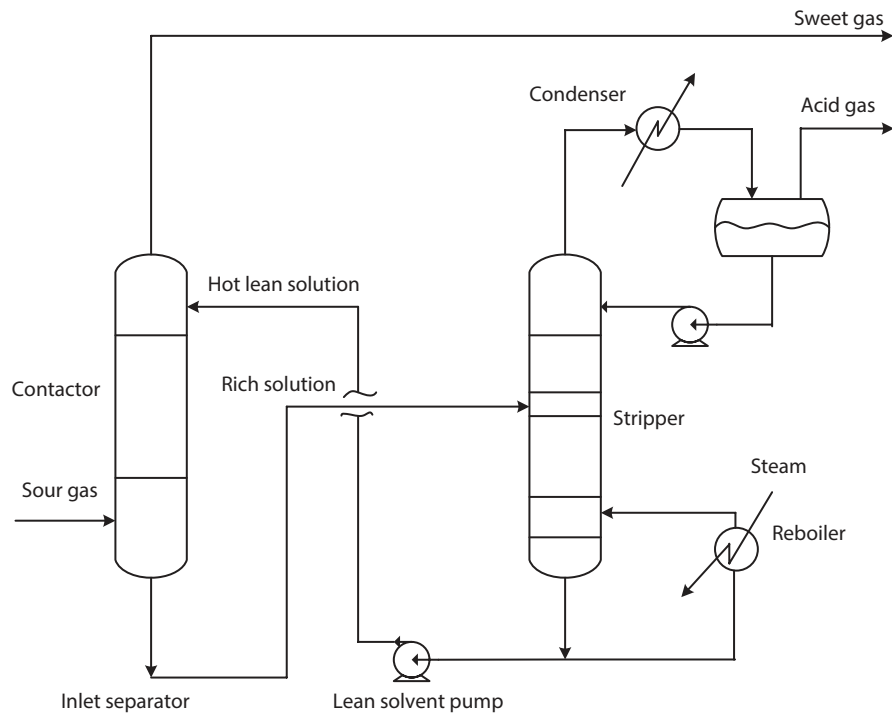 Sweet gas
Condenser
Acid gas
Hot lean solution
Rich solution
Contactor
Stripper
Steam
Sour gas
Reboiler
Inlet separator
Lean solvent pump